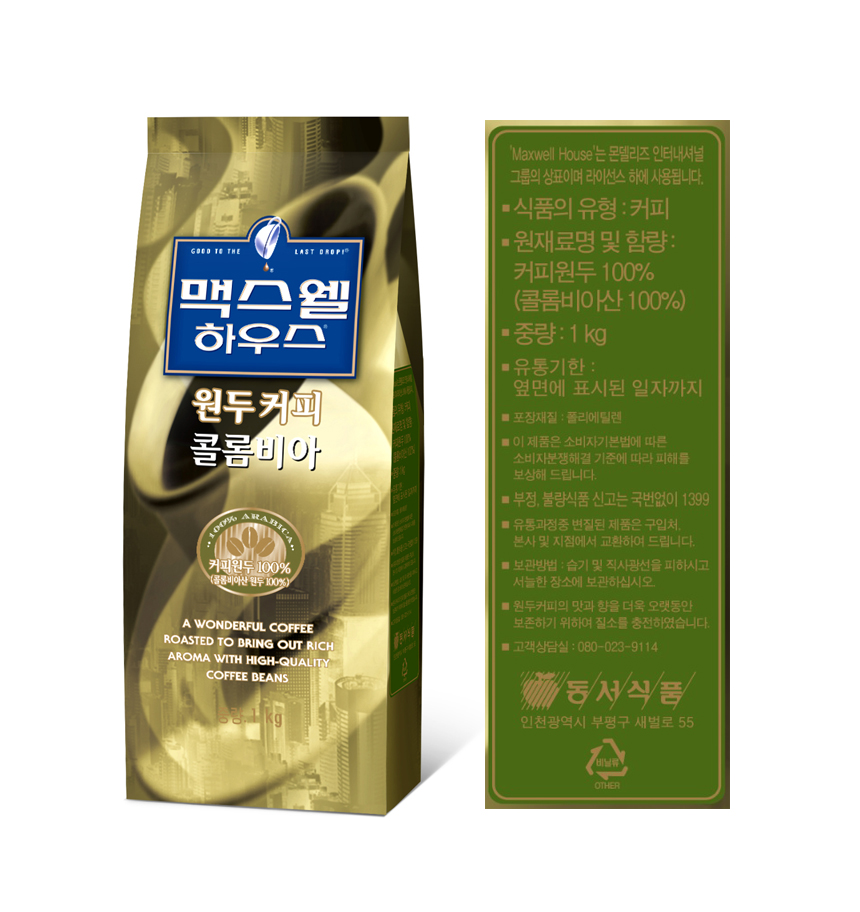 GOOD TO THE LAST DROP!®
맥스웰
하우스®
원두커피
콜롬비아
100% ARABICA
커피원두 100%
(콜롬비아산 원두 100%)
A WONDERFUL COFFEE
ROASTED TO BRING OUT RICH
AROMA WITH HIGH-QUALITY
COFFEE BEANS
중량 1 kg
'Maxwell House'는 몬델리즈 인터내셔널
그룹의 상표이며 라이선스 하에 사용됩니다.
■ 식품의 유형 : 커피
■ 원재료명 및 함량 :
커피원두 100%
(콜롬비아산 100%)
■ 중량 : 1 kg
■ 유통기한 :
옆면에 표시된 일자까지
■ 포장재질 : 폴리에틸렌
■ 이 제품은 소비자기본법에 따른
소비자분쟁해결 기준에 따라 피해를
보상해 드립니다.
■ 부정, 불량식품 신고는 국번없이 1399
■ 유통과정중 변질된 제품은 구입처,
본사 및 지점에서 교환하여 드립니다.
■ 보관방법 : 습기 및 직사광선을 피하시고
서늘한 장소에 보관하십시오.
■ 원두커피의 맛과 향을 더욱 오랫동안
보존하기 위하여 질소를 충전하였습니다.
■ 고객상담실 : 080-023-9114
동서식품
인천광역시 부평구 새벌로 55
비닐류
OTHER